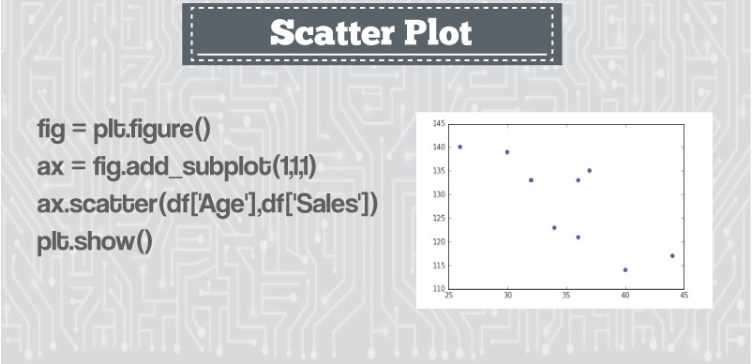 Scatter Plot
fig = plt.figure()
ax = fig.add_subplot(1,1,1)
ax.scatter(df['Age'],df['Sales'])
plt.show()
145
140
135
130
125
120
115
110
25 30 35 40 45